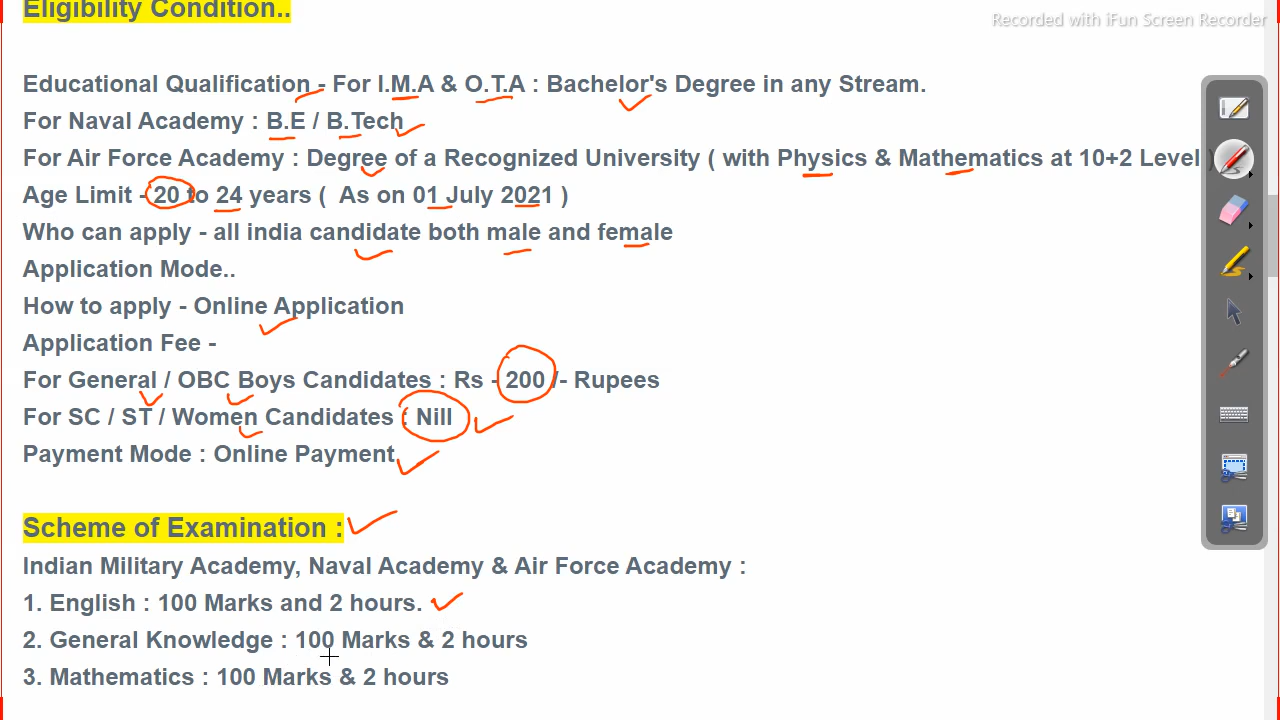 Eligibility Condition..
Recorded with iFun Screen Recorder
Educational Qualification - For I.M.A & O.T.A : Bachelor's Degree in any Stream.
For Naval Academy : B.E / B.Tech
For Air Force Academy : Degree of a Recognized University ( with Physics & Mathematics at 10+2 Level )
Age Limit - 20 to 24 years ( As on 01 July 2021 )
Who can apply - all india candidate both male and female
Application Mode..
How to apply - Online Application
Application Fee -
For General / OBC Boys Candidates : Rs - 200 /- Rupees
For SC / ST / Women Candidates : Nill
Payment Mode : Online Payment
Scheme of Examination :
Indian Military Academy, Naval Academy & Air Force Academy :
1. English : 100 Marks and 2 hours.
2. General Knowledge : 100 Marks & 2 hours
3. Mathematics : 100 Marks & 2 hours